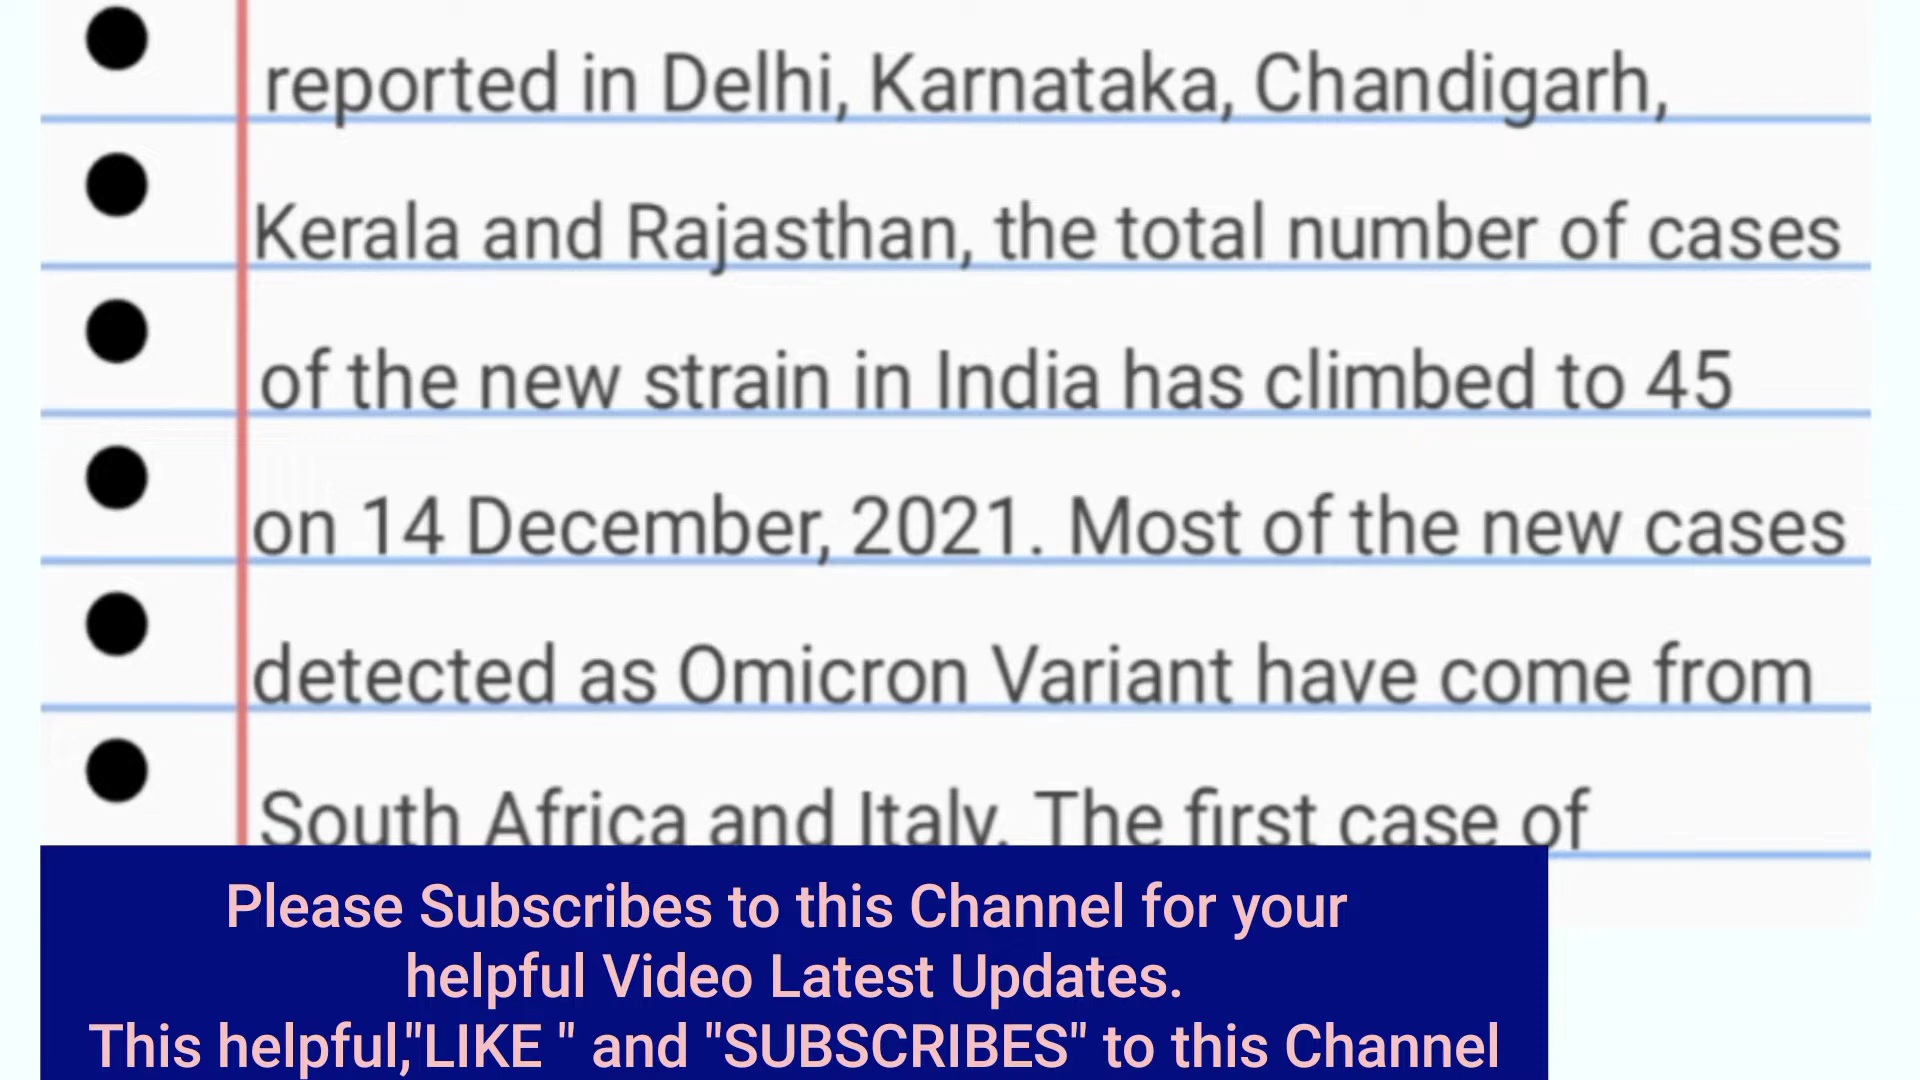 reported in Delhi, Karnataka, Chandigarh,
Kerala and Rajasthan, the total number of cases
of the new strain in India has climbed to 45
on 14 December, 2021. Most of the new cases
detected as Omicron Variant have come from
South Africa and Italy. The first case of
Please Subscribes to this Channel for your
helpful Video Latest Updates.
This helpful,"LIKE " and "SUBSCRIBES" to this Channel